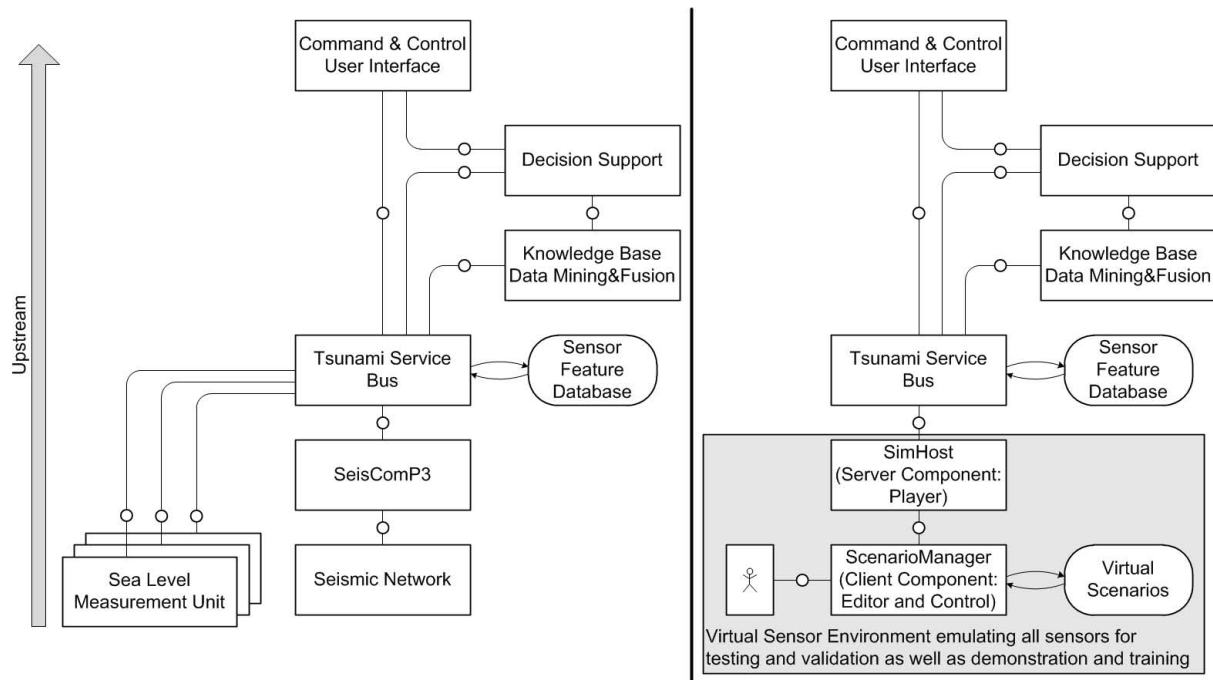 Upstream
Command & Control
User Interface
Decision Support
Knowledge Base
Data Mining&Fusion
Tsunami Service
Bus
Sensor
Feature
Database
SeisComP3
Sea Level
Measurement Unit
Seismic Network
Command & Control
User Interface
Decision Support
Knowledge Base
Data Mining&Fusion
Tsunami Service
Bus
Sensor
Feature
Database
SimHost
(Server Component:
Player)
ScenarioManager
(Client Component:
Editor and Control)
Virtual
Scenarios
Virtual Sensor Environment emulating all sensors for
testing and validation as well as demonstration and training